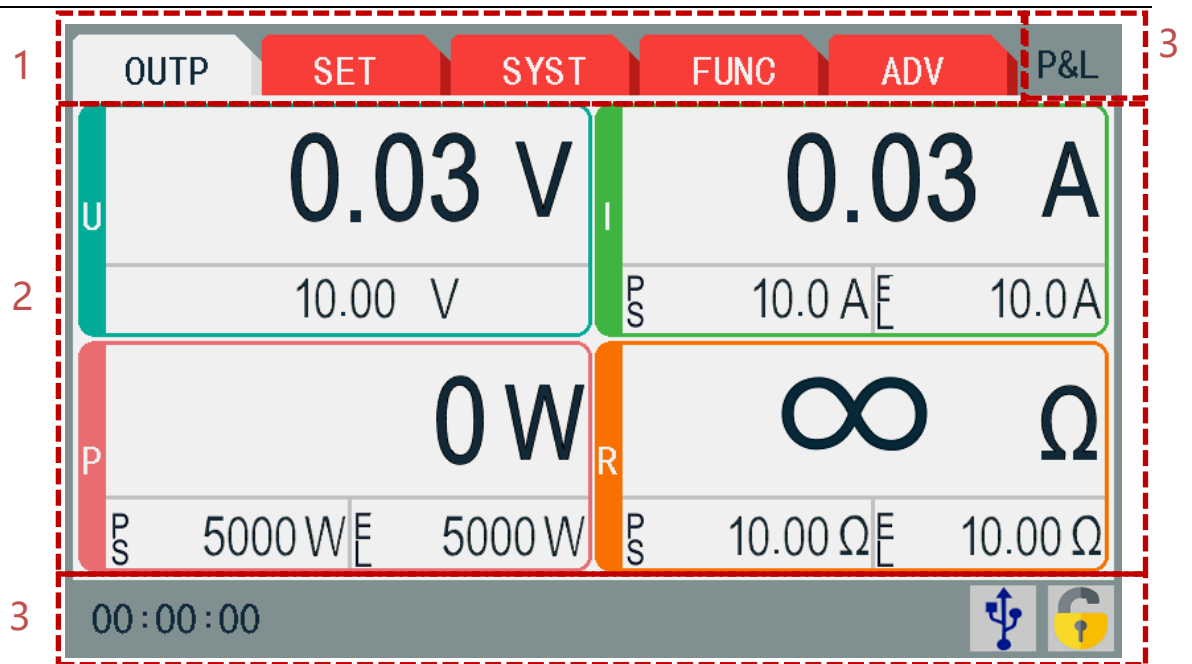 1 OUTP SET SYST FUNC ADV P&L 3
U 0.03 V I 0.03 A
2 10.00 V PS 10.0 A EL 10.0 A
P 0 W R ∞ Ω
PS 5000 W EL 5000 W PS 10.00 Ω EL 10.00 Ω
3 00:00:00